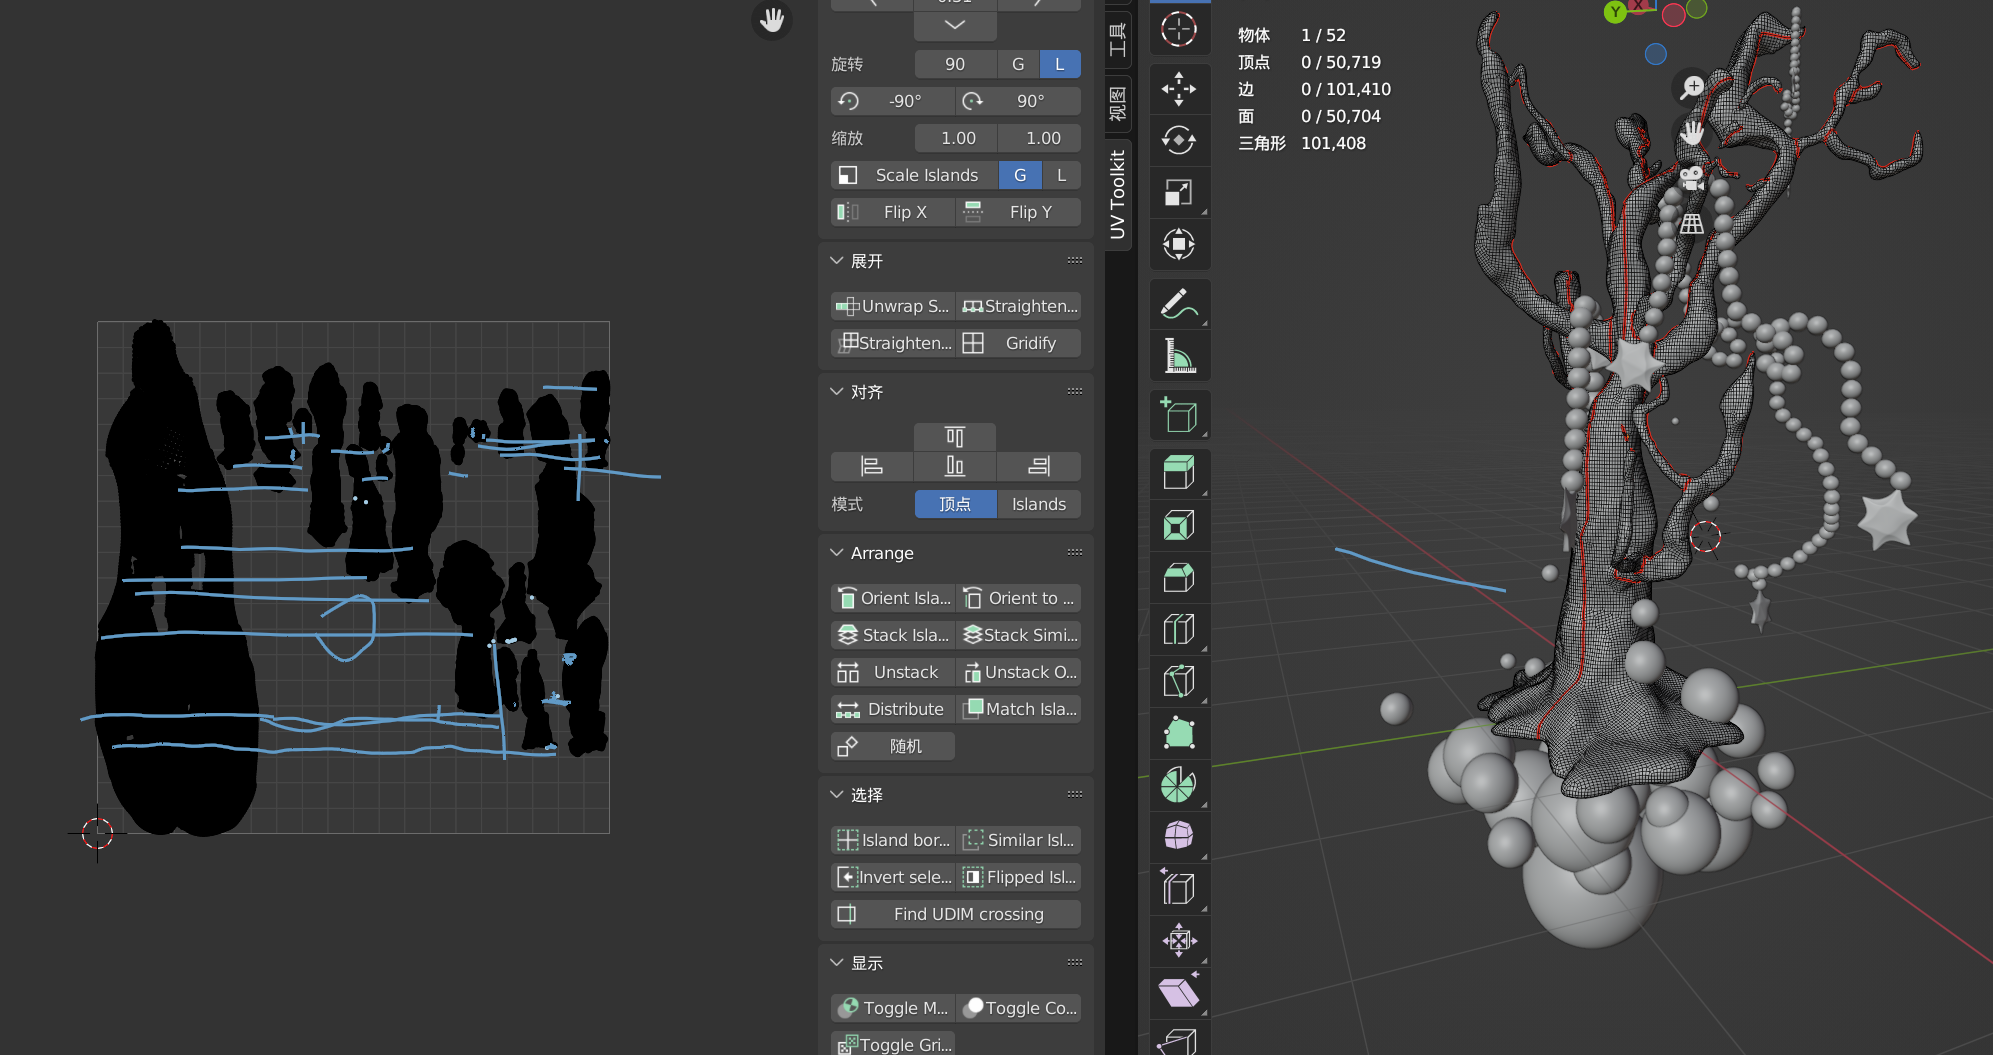 旋转 90 G L
-90° 90°
缩放 1.00 1.00
Scale Islands G L
Flip X Flip Y
展开
Unwrap S... Straighten...
Straighten... Gridify
对齐
模式 顶点 Islands
Arrange
Orient Isla... Orient to ...
Stack Isla... Stack Simi...
Unstack Unstack O...
Distribute Match Isla...
随机
选择
Island bor... Similar Isl...
Invert sele... Flipped Isl...
Find UDIM crossing
显示
Toggle M... Toggle Co...
Toggle Gri...
工具
视图
UV Toolkit
物体 1 / 52
顶点 0 / 50,719
边 0 / 101,410
面 0 / 50,704
三角形 101,408
Y X